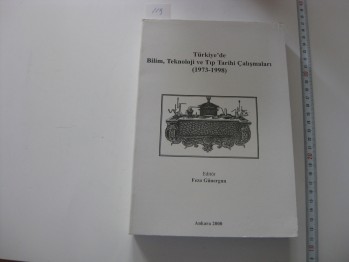 Türkiye'de
Bilim, Teknoloji ve Tıp Tarihi Çalışmaları
(1973-1998)
Editör
Feza Günergun
Ankara 2000